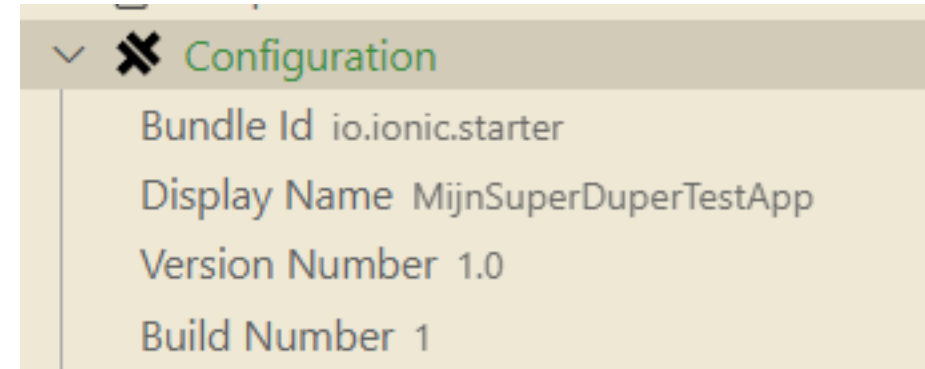 Configuration
Bundle Id io.ionic.starter
Display Name MijnSuperDuperTestApp
Version Number 1.0
Build Number 1